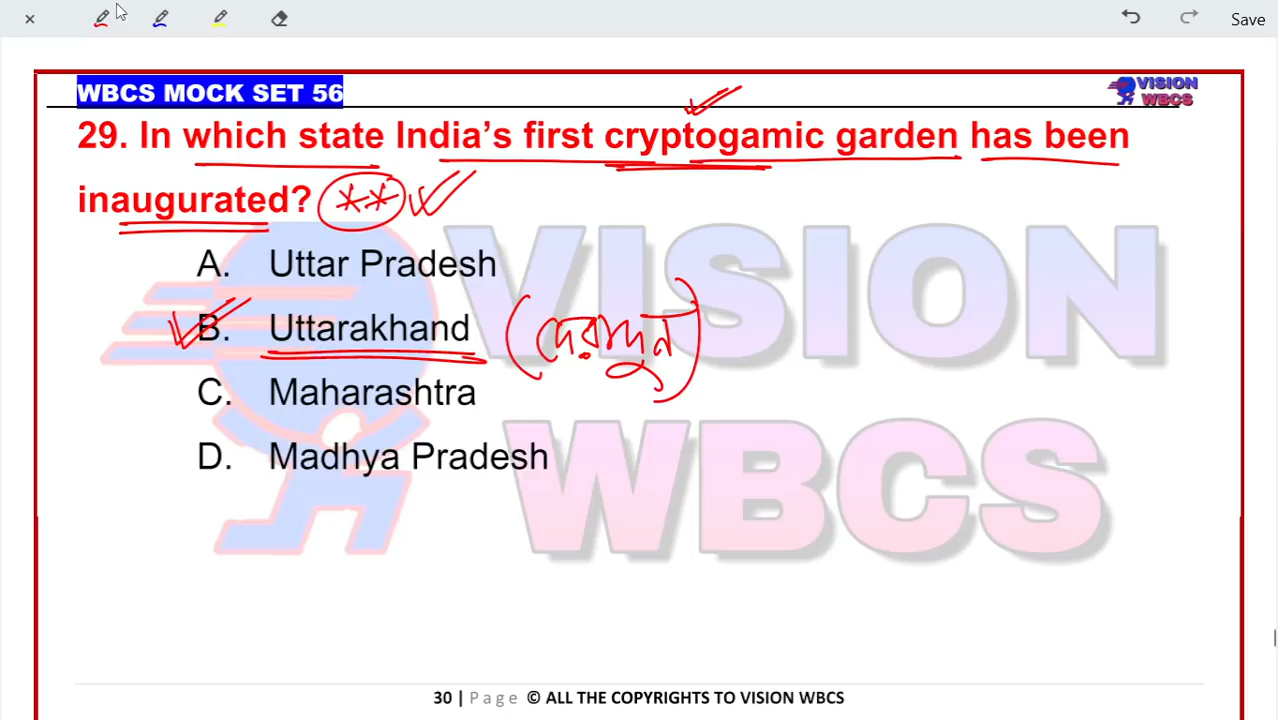 Save
WBCS MOCK SET 56
VISION
WBCS
29. In which state India’s first cryptogamic garden has been
inaugurated? (**)
A. Uttar Pradesh
B. Uttarakhand (দেরাদুন)
C. Maharashtra
D. Madhya Pradesh
VISION
WBCS
30 | Page © ALL THE COPYRIGHTS TO VISION WBCS